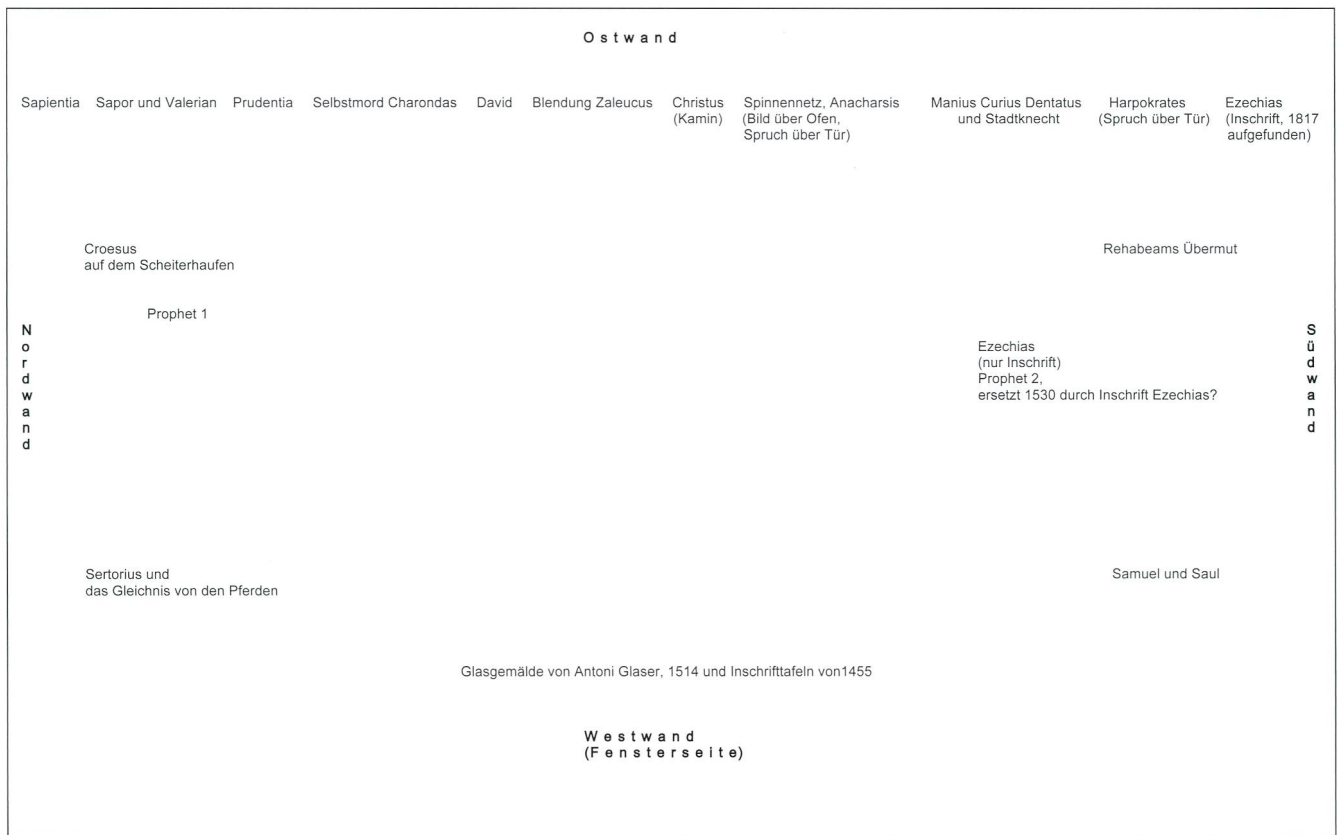 Ostwand
Sapientia Sapor und Valerian Prudentia Selbstmord Charondas David Blendung Zaleucus Christus Spinnennetz, Anacharsis Manius Curius Dentatus Harpokrates Ezechias
(Kamin) (Bild über Ofen, und Stadtknecht (Spruch über Tür) (Inschrift, 1817
Spruch über Tür) aufgefunden)
Croesus Rehabeams Übermut
auf dem Scheiterhaufen
Prophet 1
Nordwand
Südwand
Ezechias
(nur Inschrift)
Prophet 2,
ersetzt 1530 durch Inschrift Ezechias?
Sertorius und Samuel und Saul
das Gleichnis von den Pferden
Glasgemälde von Antoni Glaser, 1514 und Inschrifttafeln von1455
Westwand
(Fensterseite)